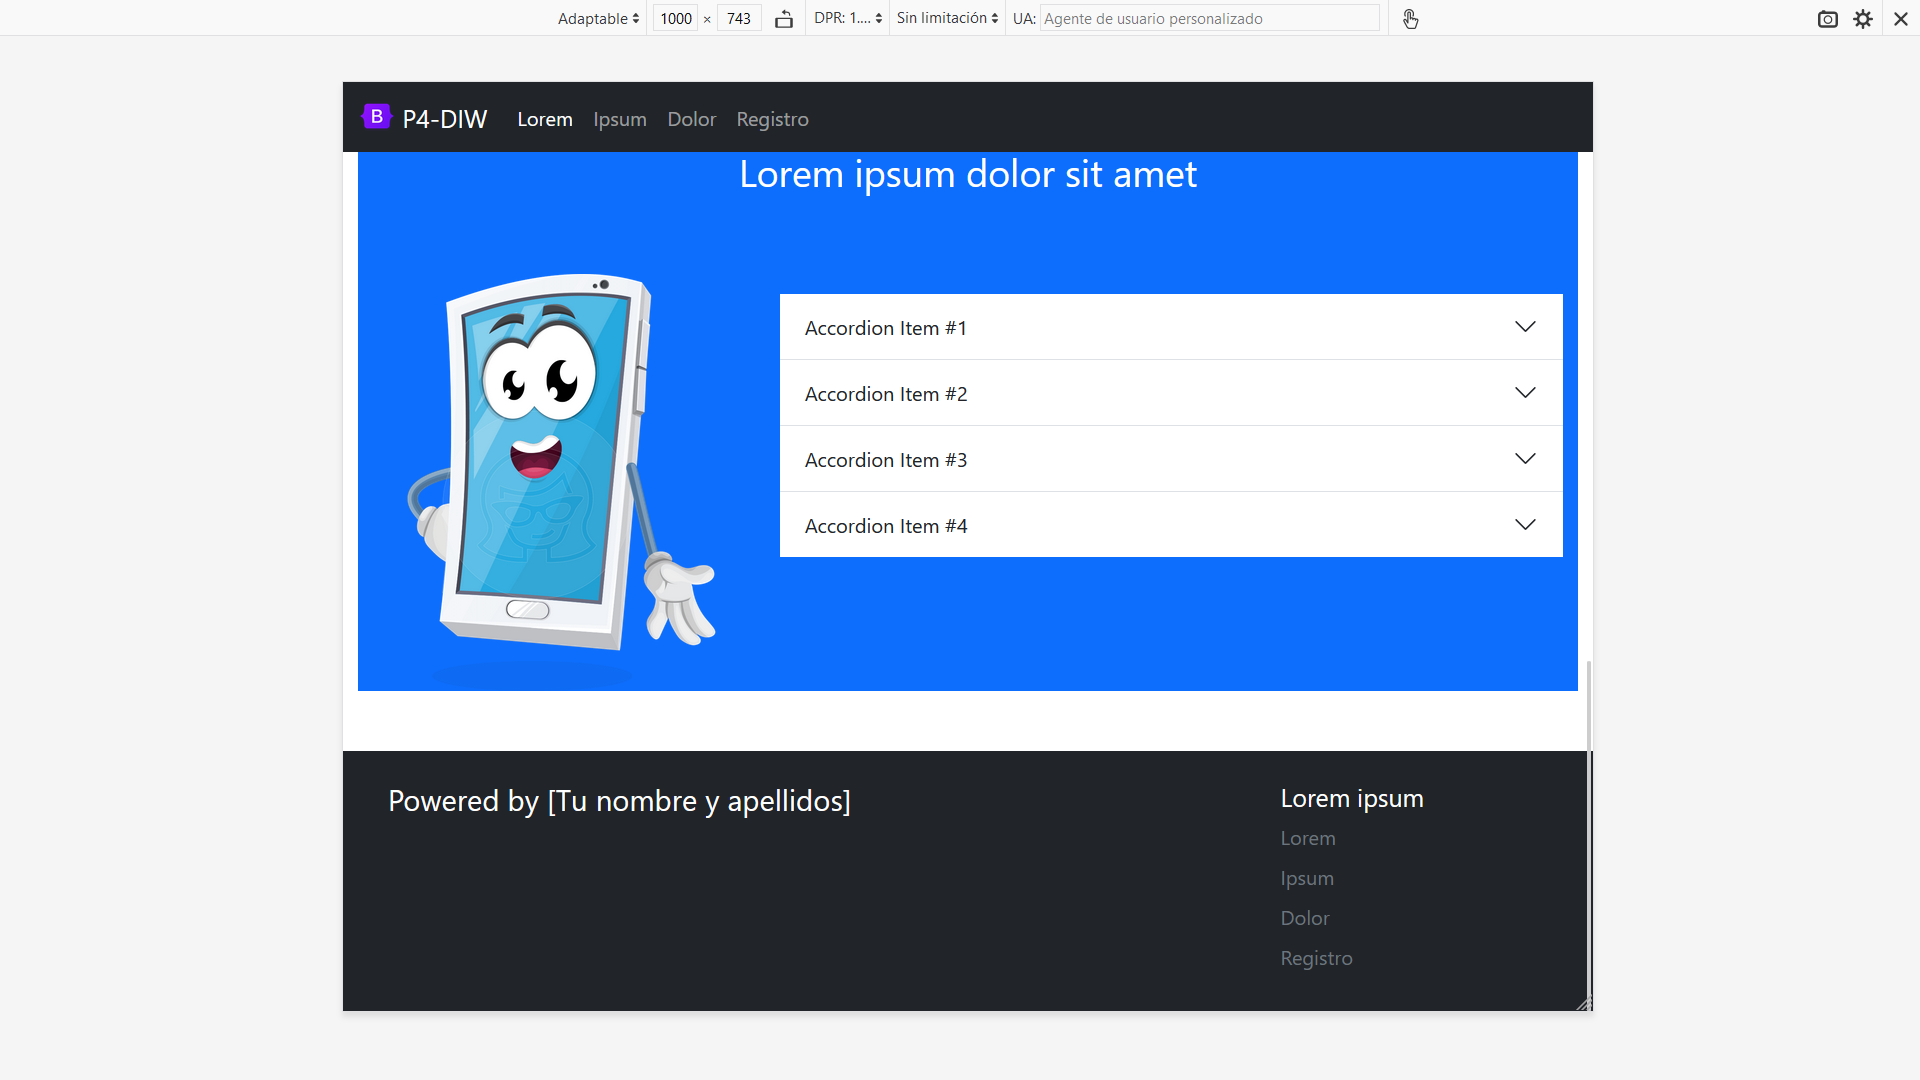 Adaptable 1000 × 743 DPR: 1.... Sin limitación UA: Agente de usuario personalizado
B P4-DIW Lorem Ipsum Dolor Registro
Lorem ipsum dolor sit amet
Accordion Item #1
Accordion Item #2
Accordion Item #3
Accordion Item #4
Powered by [Tu nombre y apellidos]
Lorem ipsum
Lorem
Ipsum
Dolor
Registro